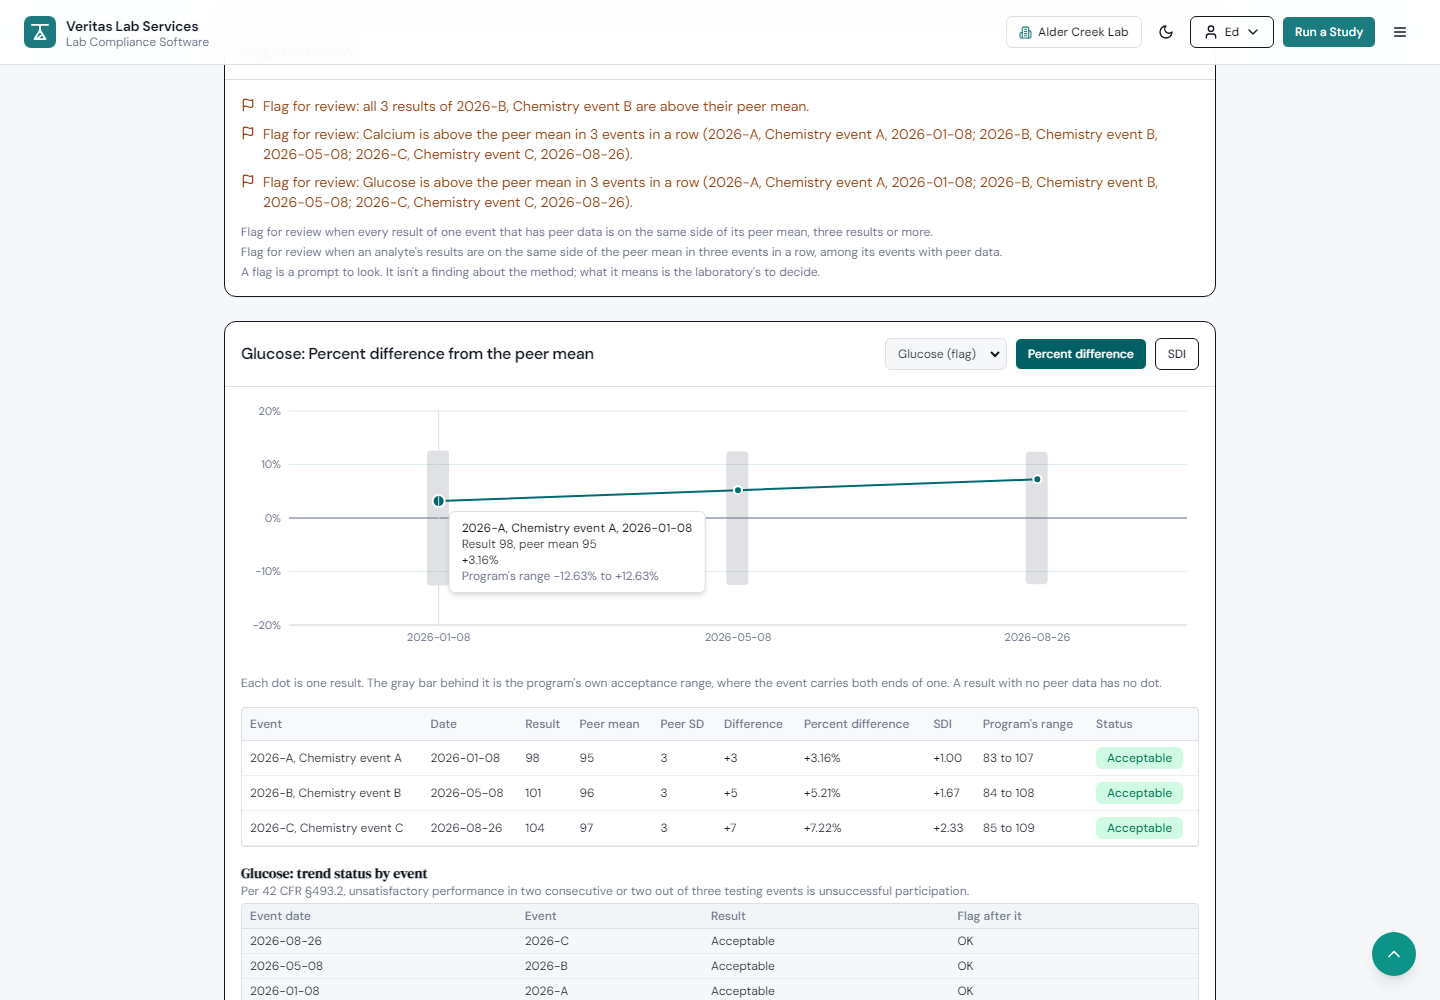 Veritas Lab Services
Lab Compliance Software
Alder Creek Lab
Ed
Run a Study
Flags for review
Flag for review: all 3 results of 2026-B, Chemistry event B are above their peer mean.
Flag for review: Calcium is above the peer mean in 3 events in a row (2026-A, Chemistry event A, 2026-01-08; 2026-B, Chemistry event B,
2026-05-08; 2026-C, Chemistry event C, 2026-08-26).
Flag for review: Glucose is above the peer mean in 3 events in a row (2026-A, Chemistry event A, 2026-01-08; 2026-B, Chemistry event B,
2026-05-08; 2026-C, Chemistry event C, 2026-08-26).
Flag for review when every result of one event that has peer data is on the same side of its peer mean, three results or more.
Flag for review when an analyte's results are on the same side of the peer mean in three events in a row, among its events with peer data.
A flag is a prompt to look. It isn't a finding about the method; what it means is the laboratory's to decide.
Glucose: Percent difference from the peer mean
Glucose (flag)
Percent difference
SDI
20%
10%
0%
-10%
-20%
2026-A, Chemistry event A, 2026-01-08
Result 98, peer mean 95
+3.16%
Program's range -12.63% to +12.63%
2026-01-08
2026-05-08
2026-08-26
Each dot is one result. The gray bar behind it is the program's own acceptance range, where the event carries both ends of one. A result with no peer data has no dot.
Event Date Result Peer mean Peer SD Difference Percent difference SDI Program's range Status
2026-A, Chemistry event A 2026-01-08 98 95 3 +3 +3.16% +1.00 83 to 107 Acceptable
2026-B, Chemistry event B 2026-05-08 101 96 3 +5 +5.21% +1.67 84 to 108 Acceptable
2026-C, Chemistry event C 2026-08-26 104 97 3 +7 +7.22% +2.33 85 to 109 Acceptable
Glucose: trend status by event
Per 42 CFR §493.2, unsatisfactory performance in two consecutive or two out of three testing events is unsuccessful participation.
Event date Event Result Flag after it
2026-08-26 2026-C Acceptable OK
2026-05-08 2026-B Acceptable OK
2026-01-08 2026-A Acceptable OK